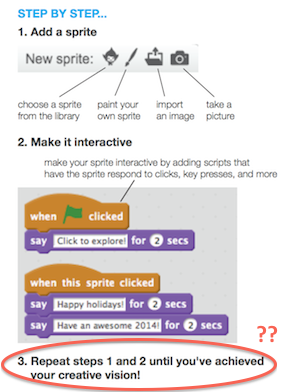 STEP BY STEP...
1. Add a sprite
New sprite:
choose a sprite
from the library
paint your
own sprite
import
an image
take a
picture
2. Make it interactive
make your sprite interactive by adding scripts that
have the sprite respond to clicks, key presses, and more
when clicked
say Click to explore! for 2 secs
when this sprite clicked
say Happy holidays! for 2 secs
say Have an awesome 2014! for 2 secs
??
3. Repeat steps 1 and 2 until you've achieved
your creative vision!